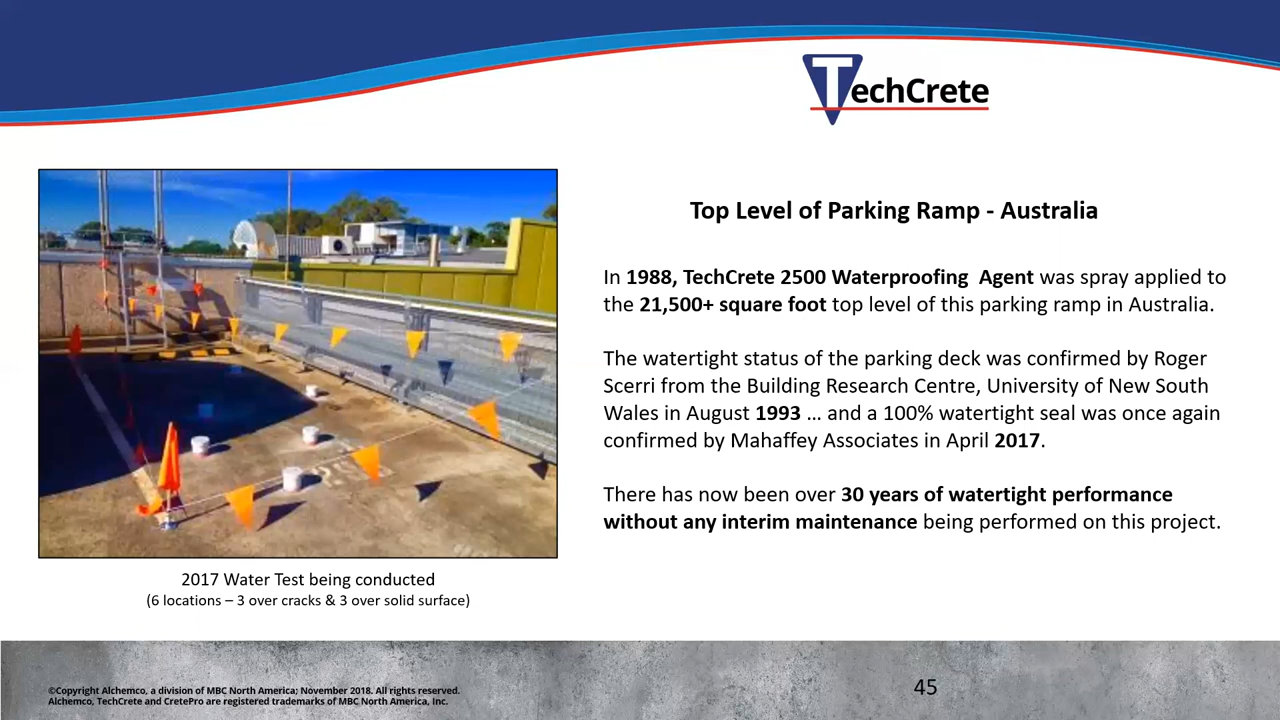 TechCrete
Top Level of Parking Ramp - Australia
In 1988, TechCrete 2500 Waterproofing Agent was spray applied to
the 21,500+ square foot top level of this parking ramp in Australia.
The watertight status of the parking deck was confirmed by Roger
Scerri from the Building Research Centre, University of New South
Wales in August 1993 ... and a 100% watertight seal was once again
confirmed by Mahaffey Associates in April 2017.
There has now been over 30 years of watertight performance
without any interim maintenance being performed on this project.
2017 Water Test being conducted
(6 locations – 3 over cracks & 3 over solid surface)
©Copyright Alchemco, a division of MBC North America; November 2018. All rights reserved.
Alchemco, TechCrete and CretePro are registered trademarks of MBC North America, Inc.
45